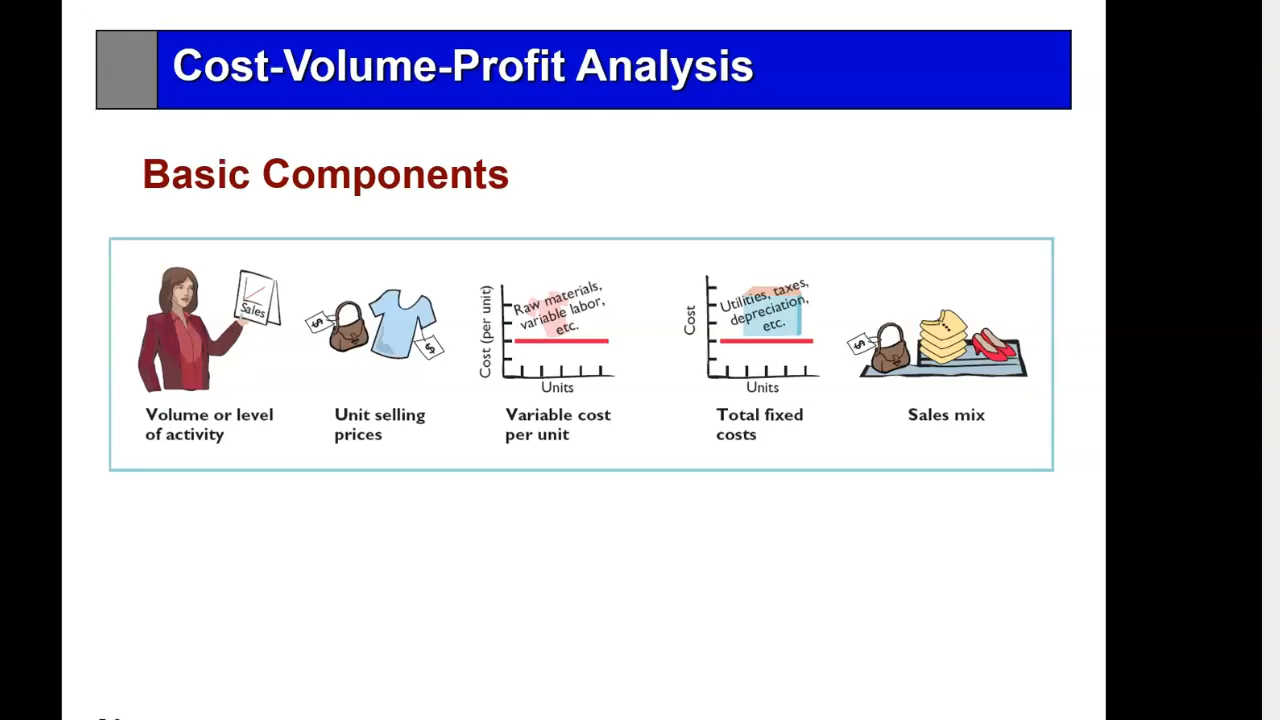 Cost-Volume-Profit Analysis
Basic Components
Sales
$
$
Cost (per unit)
Raw materials,
variable labor,
etc.
Units
Cost
Utilities, taxes,
depreciation,
etc.
Units
$
Volume or level
of activity
Unit selling
prices
Variable cost
per unit
Total fixed
costs
Sales mix